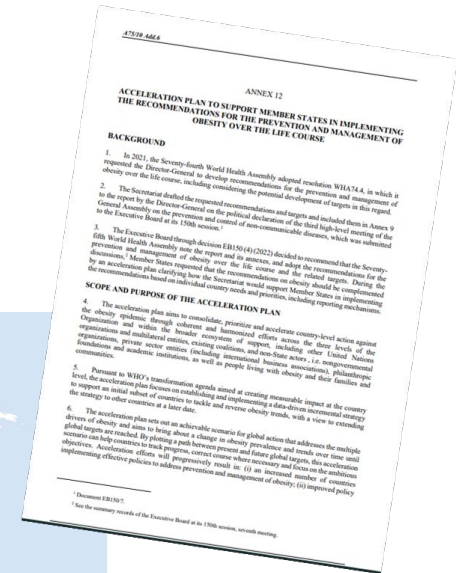 A75/10 Add.6
ANNEX 12
ACCELERATION PLAN TO SUPPORT MEMBER STATES IN IMPLEMENTING
THE RECOMMENDATIONS FOR THE PREVENTION AND MANAGEMENT OF
OBESITY OVER THE LIFE COURSE
BACKGROUND
1. In 2021, the Seventy-fourth World Health Assembly adopted resolution WHA74.4, in which it
requested the Director-General to develop recommendations for the prevention and management of
obesity over the life course, including considering the potential development of targets in this regard.
2. The Secretariat drafted the requested recommendations and targets and included them in Annex 9
to the report by the Director-General on the political declaration of the third high-level meeting of the
General Assembly on the prevention and control of non-communicable diseases, which was submitted
to the Executive Board at its 150th session.¹
3. The Executive Board through decision EB150(4) (2022) decided to recommend that the Seventy-
fifth World Health Assembly note the report and its annexes, and adopt the recommendations for the
prevention and management of obesity over the life course and the related targets. During the
discussions,² Member States requested that the recommendations on obesity should be complemented
by an acceleration plan clarifying how the Secretariat would support Member States in implementing
the recommendations based on individual country needs and priorities, including reporting mechanisms.
SCOPE AND PURPOSE OF THE ACCELERATION PLAN
4. The acceleration plan aims to consolidate, prioritize and accelerate country-level action against
the obesity epidemic through coherent and harmonized efforts across the three levels of the
Organization and within the broader ecosystem of support, including other United Nations
organizations and multilateral entities, existing coalitions, and non-State actors, i.e. nongovernmental
organizations, private sector entities (including international business associations), philanthropic
foundations and academic institutions, as well as people living with obesity and their families and
communities.
5. Pursuant to WHO's transformation agenda aimed at creating measurable impact at the country
level, the acceleration plan focuses on establishing and implementing a data-driven incremental strategy
to support an initial subset of countries to tackle and reverse obesity trends, with a view to extending
the strategy to other countries at a later date.
6. The acceleration plan sets out an achievable scenario for global action that addresses the multiple
drivers of obesity and aims to bring about a change in obesity prevalence and trends over time until
global targets are reached. By plotting a path between present and future global targets, this acceleration
scenario can help countries to track progress, correct course where necessary and focus on the ambitious
objectives. Acceleration efforts will progressively result in: (i) an increased number of countries
implementing effective policies to address prevention and management of obesity; (ii) improved policy
¹ Document EB150/7.
² See the summary records of the Executive Board at its 150th session, seventh meeting.